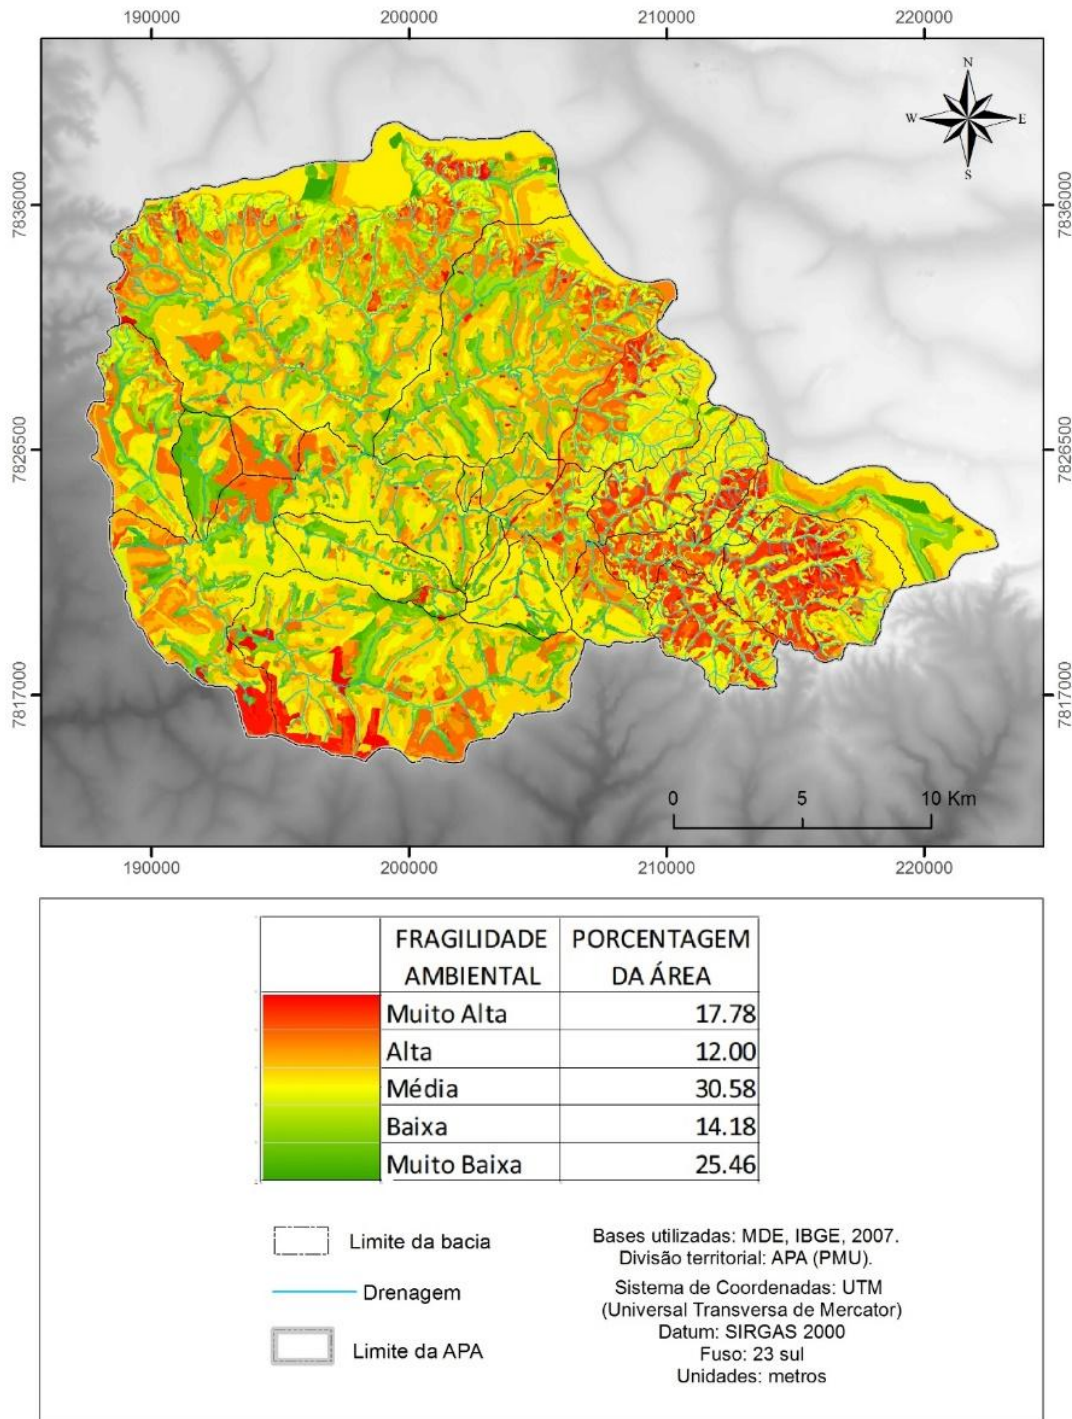 190000 200000 210000 220000
N
W E
S
7836000 7836000
7826500 7826500
7817000 7817000
0 5 10 Km
190000 200000 210000 220000
FRAGILIDADE PORCENTAGEM
AMBIENTAL DA ÁREA
Muito Alta 17.78
Alta 12.00
Média 30.58
Baixa 14.18
Muito Baixa 25.46
Limite da bacia
Drenagem
Limite da APA
Bases utilizadas: MDE, IBGE, 2007.
Divisão territorial: APA (PMU).
Sistema de Coordenadas: UTM
(Universal Transversa de Mercator)
Datum: SIRGAS 2000
Fuso: 23 sul
Unidades: metros